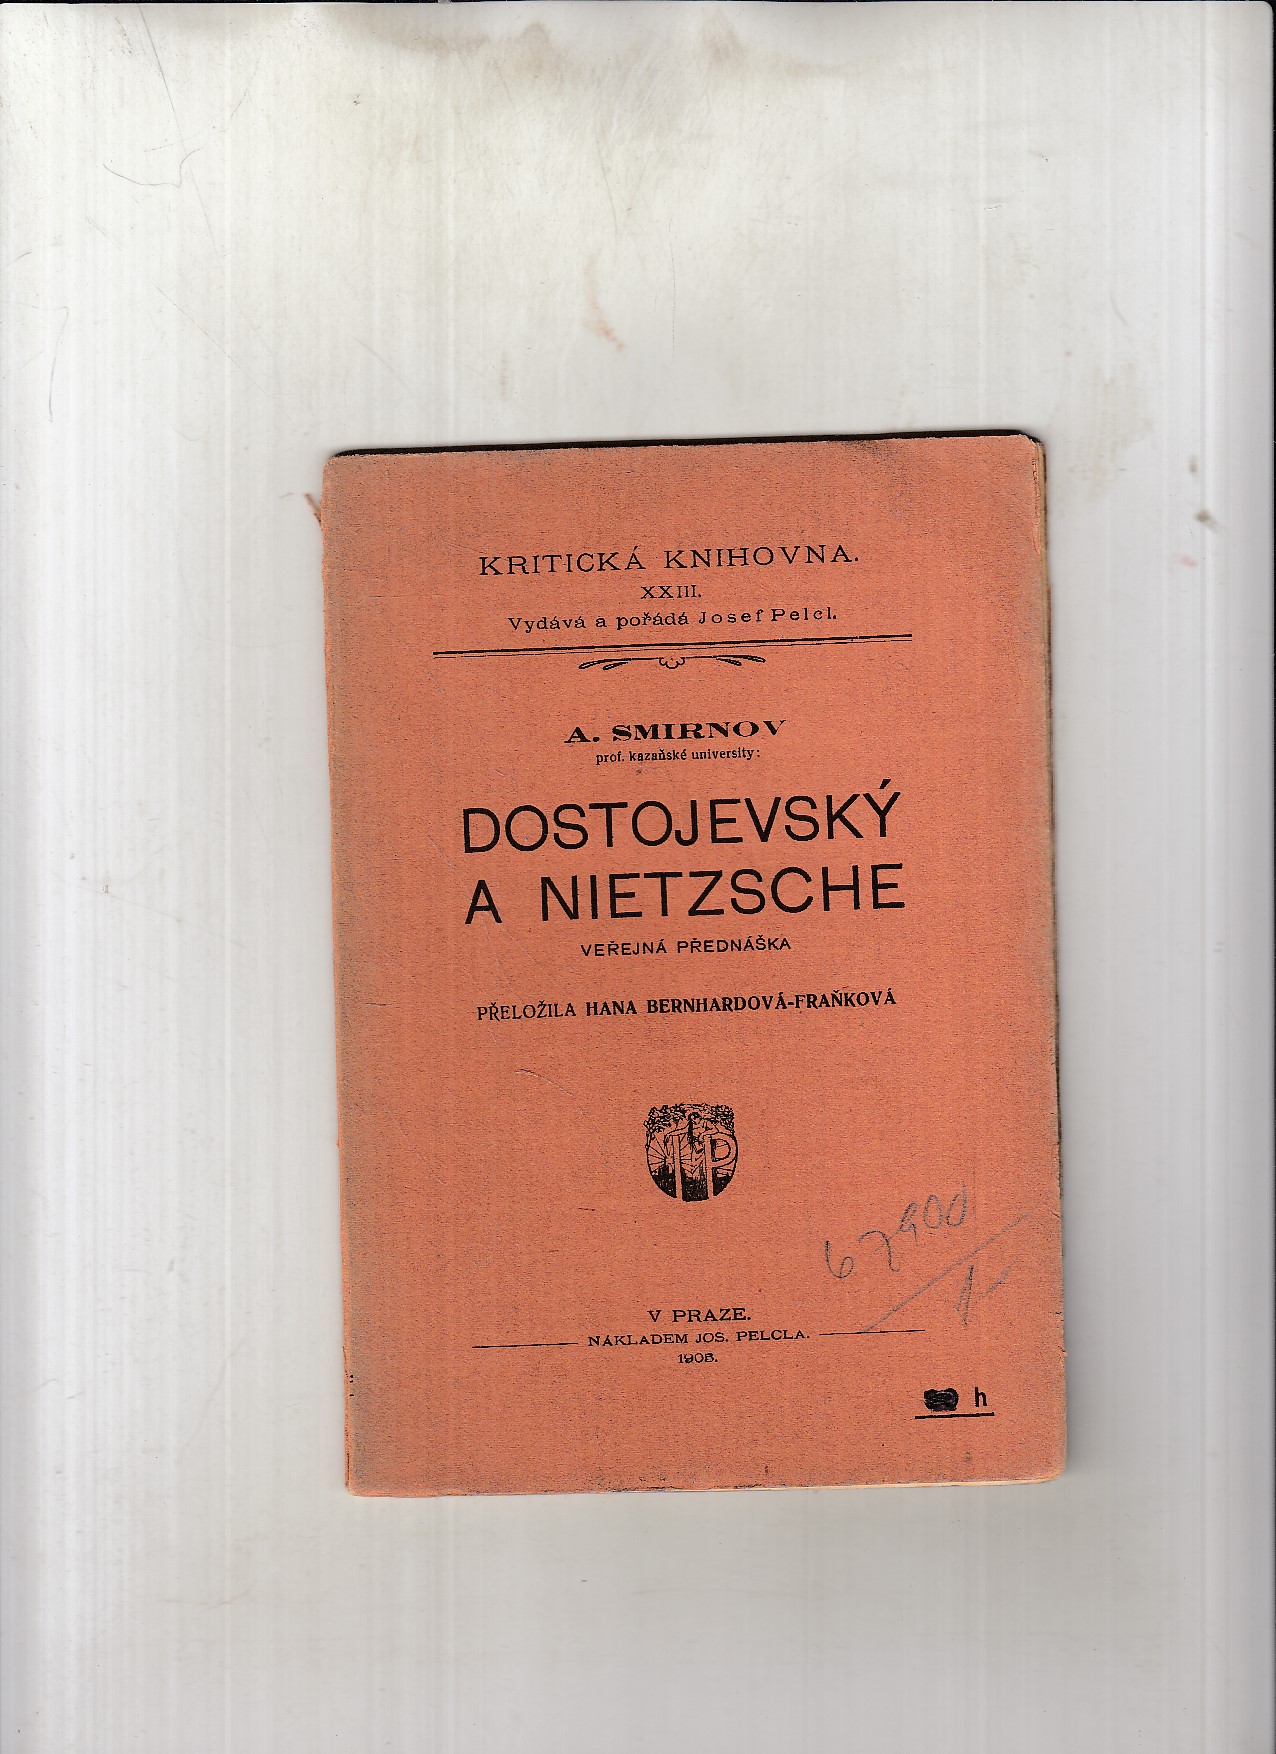 KRITICKÁ KNIHOVNA.
XXIII.
Vydává a pořádá Josef Pelcl.
A. SMIRNOV
prof. kazaňské university:
DOSTOJEVSKÝ
A NIETZSCHE
VEŘEJNÁ PŘEDNÁŠKA
PŘELOŽILA HANA BERNHARDOVÁ-FRAŇKOVÁ
V PRAZE.
NÁKLADEM JOS. PELCLA.
h